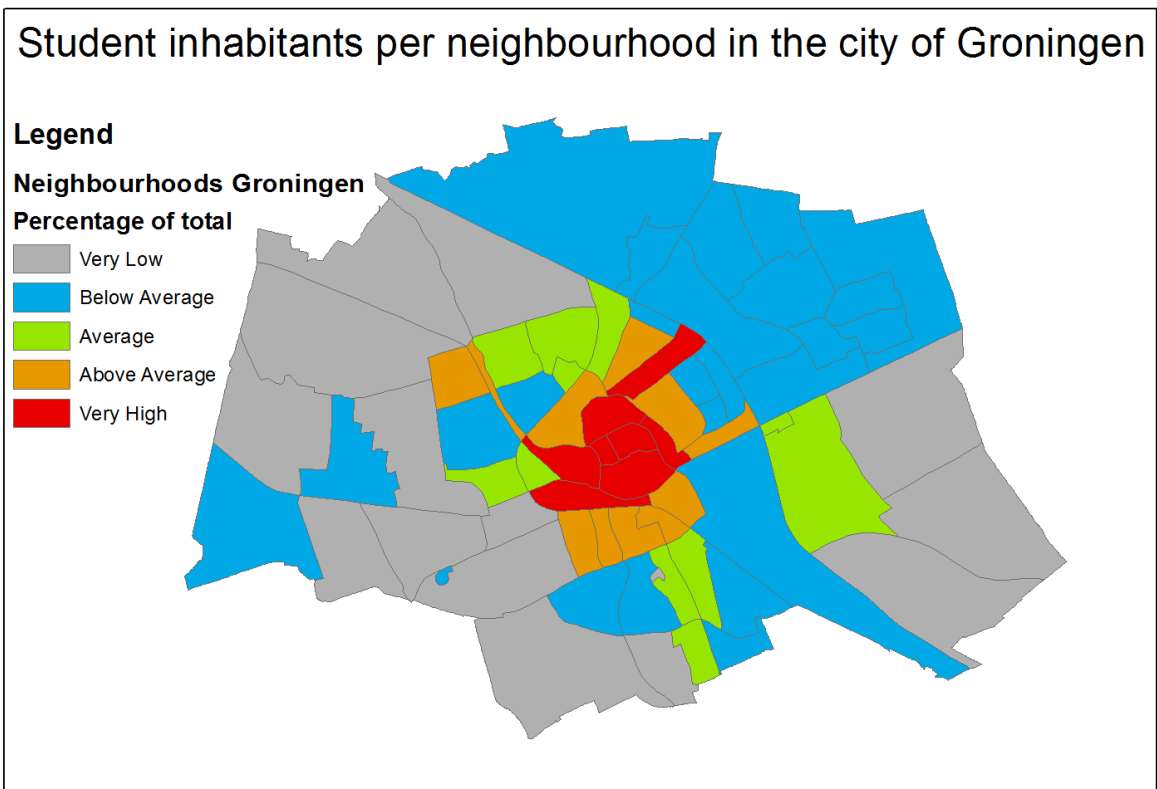 Student inhabitants per neighbourhood in the city of Groningen
Legend
Neighbourhoods Groningen
Percentage of total
Very Low
Below Average
Average
Above Average
Very High